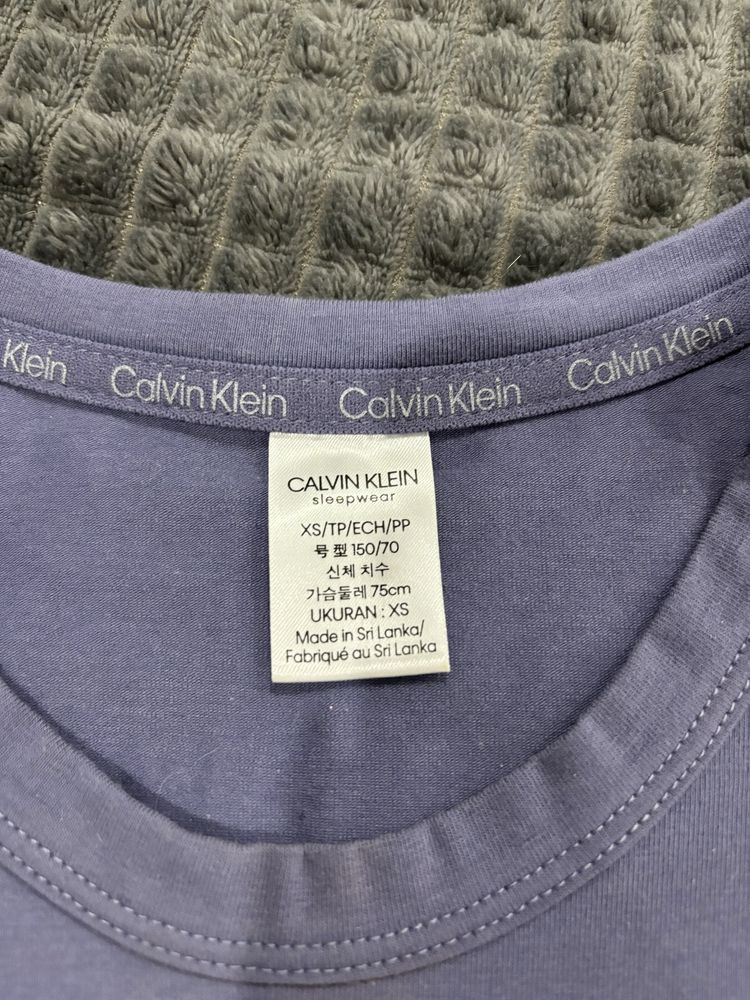 Klein Calvin Klein Calvin Klein Calvin Klein
CALVIN KLEIN
sleepwear
XS/TP/ECH/PP
号型 150/70
신체 치수
가슴둘레 75cm
UKURAN : XS
Made in Sri Lanka/
Fabriqué au Sri Lanka